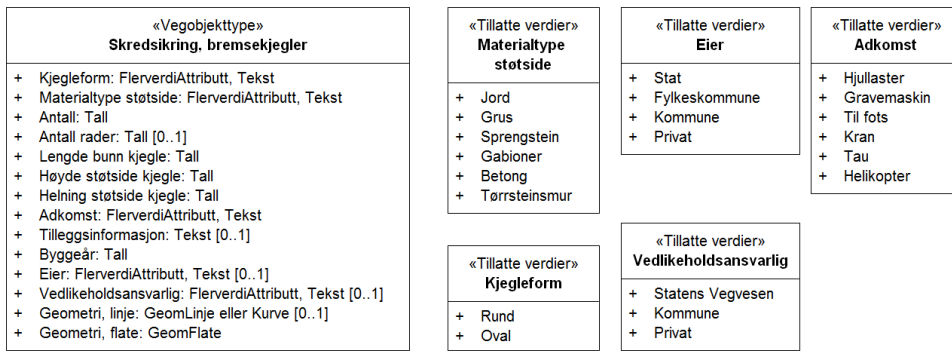 «Vegobjekttype»
Skredsikring, bremsekjegler
+ Kjegleform: FlerverdiAttributt, Tekst
+ Materialtype støtside: FlerverdiAttributt, Tekst
+ Antall: Tall
+ Antall rader: Tall [0..1]
+ Lengde bunn kjegle: Tall
+ Høyde støtside kjegle: Tall
+ Helning støtside kjegle: Tall
+ Adkomst: FlerverdiAttributt, Tekst
+ Tilleggsinformasjon: Tekst [0..1]
+ Byggeår: Tall
+ Eier: FlerverdiAttributt, Tekst [0..1]
+ Vedlikeholdsansvarlig: FlerverdiAttributt, Tekst [0..1]
+ Geometri, linje: GeomLinje eller Kurve [0..1]
+ Geometri, flate: GeomFlate
«Tillatte verdier»
Materialtype
støtside
+ Jord
+ Grus
+ Sprengstein
+ Gabioner
+ Betong
+ Tørrsteinsmur
«Tillatte verdier»
Eier
+ Stat
+ Fylkeskommune
+ Kommune
+ Privat
«Tillatte verdier»
Adkomst
+ Hjullaster
+ Gravemaskin
+ Til fots
+ Kran
+ Tau
+ Helikopter
«Tillatte verdier»
Kjegleform
+ Rund
+ Oval
«Tillatte verdier»
Vedlikeholdsansvarlig
+ Statens Vegvesen
+ Kommune
+ Privat